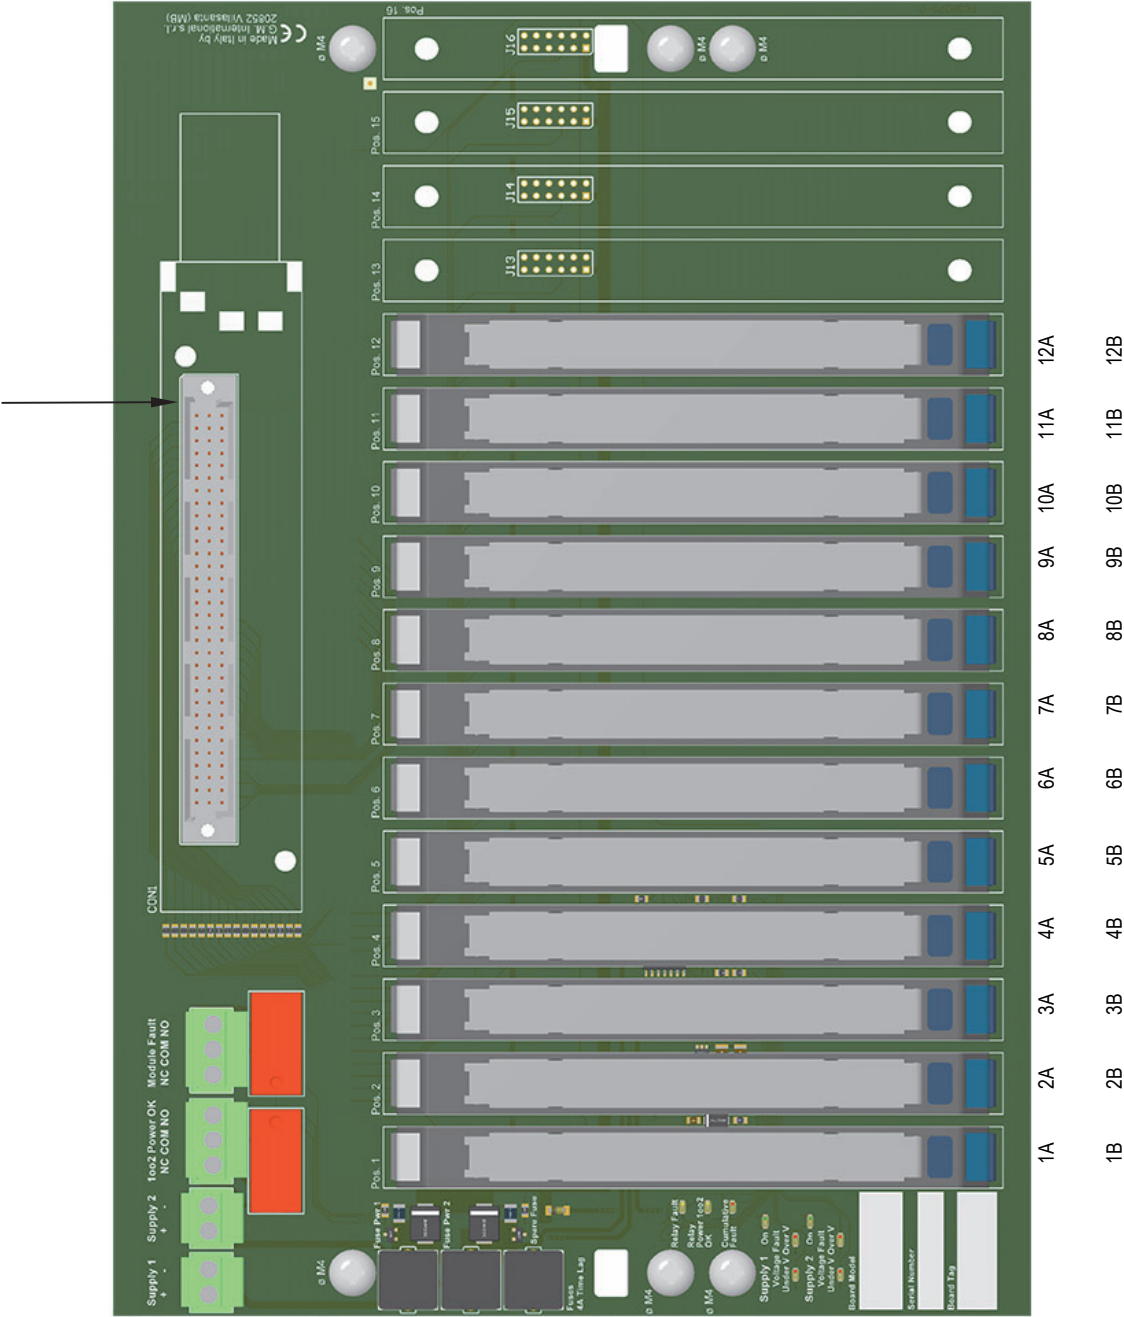 Made in Italy by
G.M. International s.r.l.
20852 Villasanta (MB)
CE
ø M4
Pos. 16
J16
ø M4
ø M4
Pos. 15
J15
Pos. 14
J14
Pos. 13
J13
Pos. 12
12A
12B
Pos. 11
11A
11B
Pos. 10
10A
10B
Pos. 9
9A
9B
Pos. 8
8A
8B
Pos. 7
7A
7B
Pos. 6
6A
6B
Pos. 5
5A
5B
CON1
Pos. 4
4A
4B
Pos. 3
3A
3B
Module Fault
NC COM NO
Pos. 2
2A
2B
1oo2 Power OK
NC COM NO
Pos. 1
1A
1B
Supply 2
+ -
Supply 1
+ -
Fuse Pwr 1
Fuse Pwr 2
Spare Fuse
ø M4
Fuses
4A Time Lag
Relay Fault
Relay
Power 1oo2
OK
Cumulative
Fault
ø M4
ø M4
Supply 1 On
Voltage Fault
Under V Over V
Supply 2 On
Voltage Fault
Under V Over V
Board Model
Serial Number
Board Tag